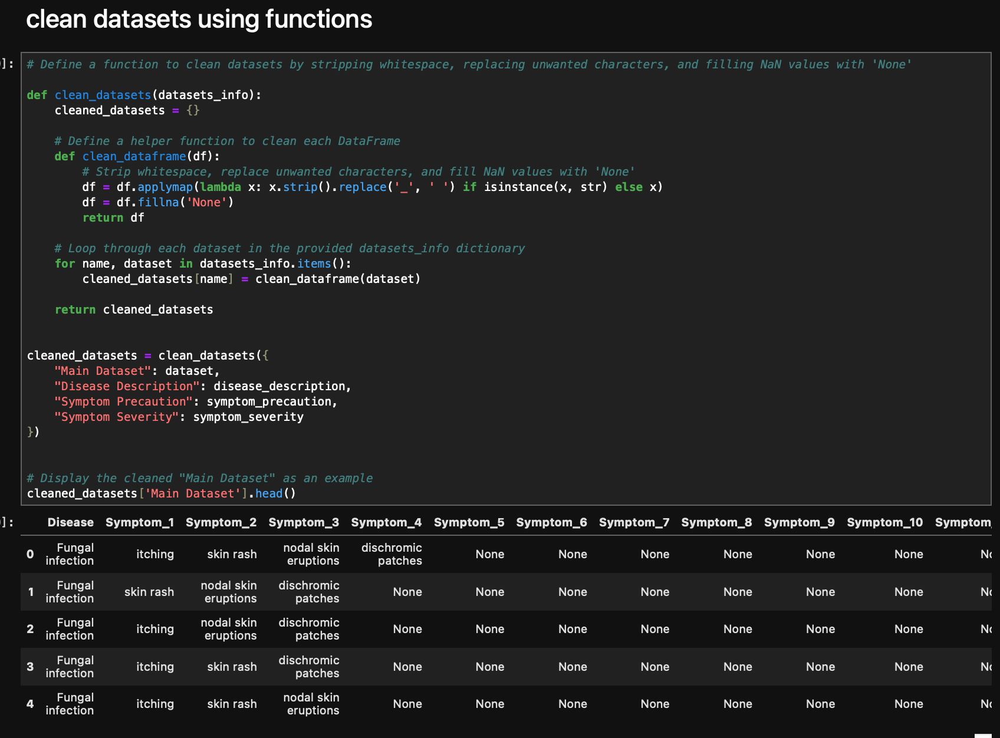 clean datasets using functions
]:
# Define a function to clean datasets by stripping whitespace, replacing unwanted characters, and filling NaN values with 'None'
def clean_datasets(datasets_info):
    cleaned_datasets = {}
    # Define a helper function to clean each DataFrame
    def clean_dataframe(df):
        # Strip whitespace, replace unwanted characters, and fill NaN values with 'None'
        df = df.applymap(lambda x: x.strip().replace('_', ' ') if isinstance(x, str) else x)
        df = df.fillna('None')
        return df
    # Loop through each dataset in the provided datasets_info dictionary
    for name, dataset in datasets_info.items():
        cleaned_datasets[name] = clean_dataframe(dataset)
    return cleaned_datasets
cleaned_datasets = clean_datasets({
    "Main Dataset": dataset,
    "Disease Description": disease_description,
    "Symptom Precaution": symptom_precaution,
    "Symptom Severity": symptom_severity
})
# Display the cleaned "Main Dataset" as an example
cleaned_datasets['Main Dataset'].head()
]:
Disease Symptom_1 Symptom_2 Symptom_3 Symptom_4 Symptom_5 Symptom_6 Symptom_7 Symptom_8 Symptom_9 Symptom_10 Symptom_
0 Fungal infection itching skin rash nodal skin eruptions dischromic patches None None None None None None
1 Fungal infection skin rash nodal skin eruptions dischromic patches None None None None None None None
2 Fungal infection itching nodal skin eruptions dischromic patches None None None None None None None
3 Fungal infection itching skin rash dischromic patches None None None None None None None
4 Fungal infection itching skin rash nodal skin eruptions None None None None None None None